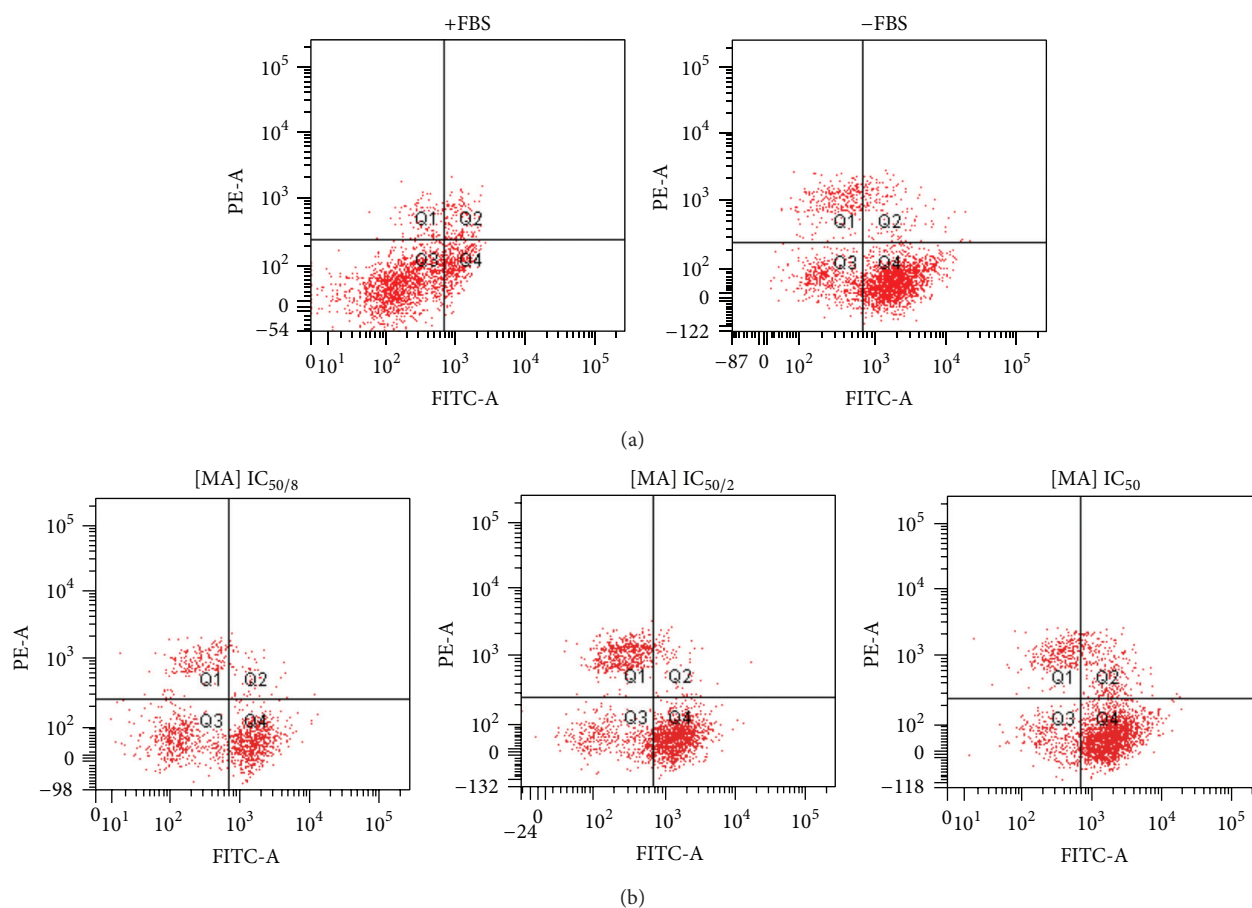 +FBS
−FBS
10^5
10^4
10^3
10^2
0
−54
PE-A
Q1 Q2
Q3 Q4
0 10^1 10^2 10^3 10^4 10^5
FITC-A
10^5
10^4
10^3
10^2
0
−122
PE-A
Q1 Q2
Q3 Q4
−87 0 10^2 10^3 10^4 10^5
FITC-A
(a)
[MA] IC50/8
[MA] IC50/2
[MA] IC50
10^5
10^4
10^3
10^2
0
−98
PE-A
Q1 Q2
Q3 Q4
0 10^1 10^2 10^3 10^4 10^5
FITC-A
10^5
10^4
10^3
10^2
0
−132
PE-A
Q1 Q2
Q3 Q4
−24 0 10^2 10^3 10^4 10^5
FITC-A
10^5
10^4
10^3
10^2
0
−118
PE-A
Q1 Q2
Q3 Q4
0 10^1 10^2 10^3 10^4 10^5
FITC-A
(b)